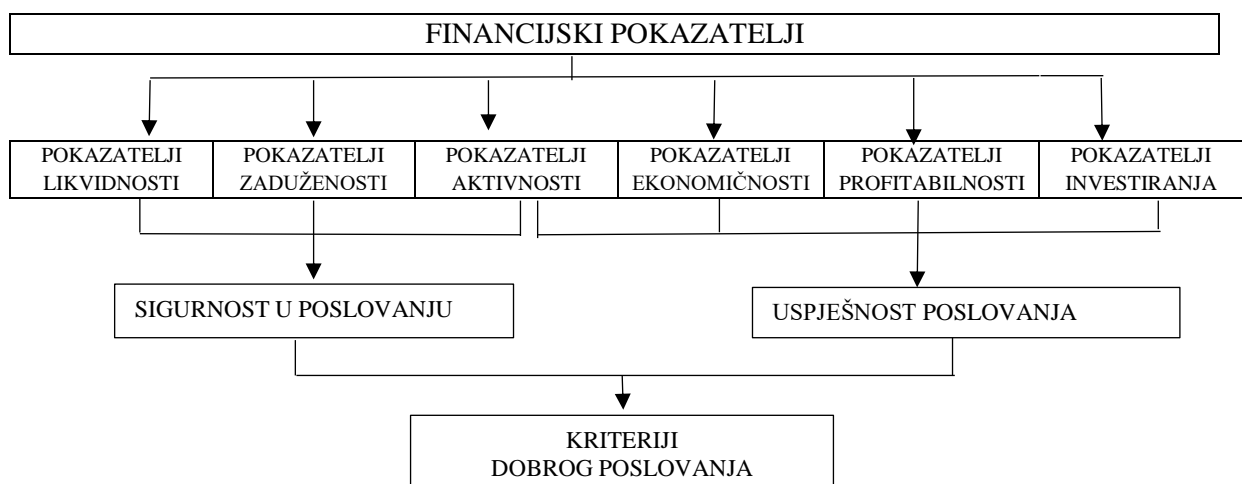 FINANCIJSKI POKAZATELJI
POKAZATELJI
LIKVIDNOSTI
POKAZATELJI
ZADUŽENOSTI
POKAZATELJI
AKTIVNOSTI
POKAZATELJI
EKONOMIČNOSTI
POKAZATELJI
PROFITABILNOSTI
POKAZATELJI
INVESTIRANJA
SIGURNOST U POSLOVANJU
USPJEŠNOST POSLOVANJA
KRITERIJI
DOBROG POSLOVANJA